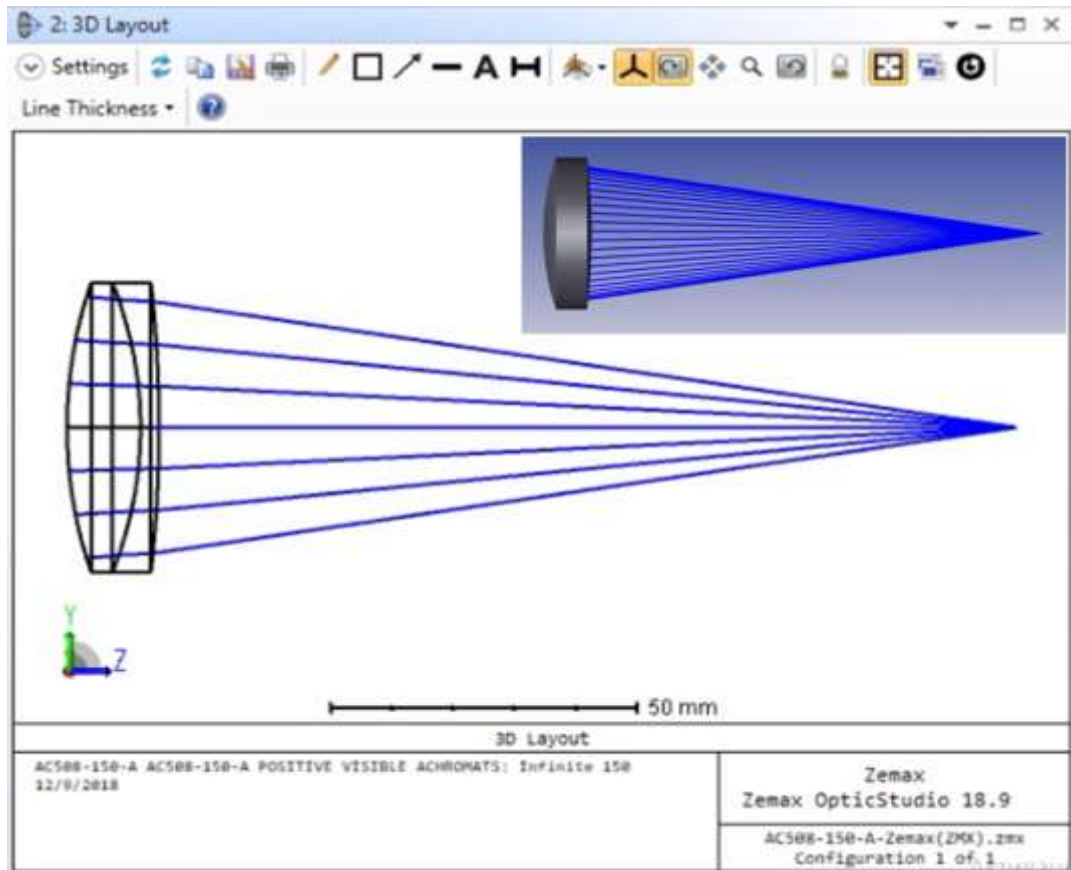 2: 3D Layout
Settings
A
Line Thickness
Y
Z
50 mm
3D Layout
AC508-150-A AC508-150-A POSITIVE VISIBLE ACHROMATS: Infinite 150
12/9/2018
Zemax
Zemax OpticStudio 18.9
AC508-150-A-Zemax(ZMX).zmx
Configuration 1 of 1